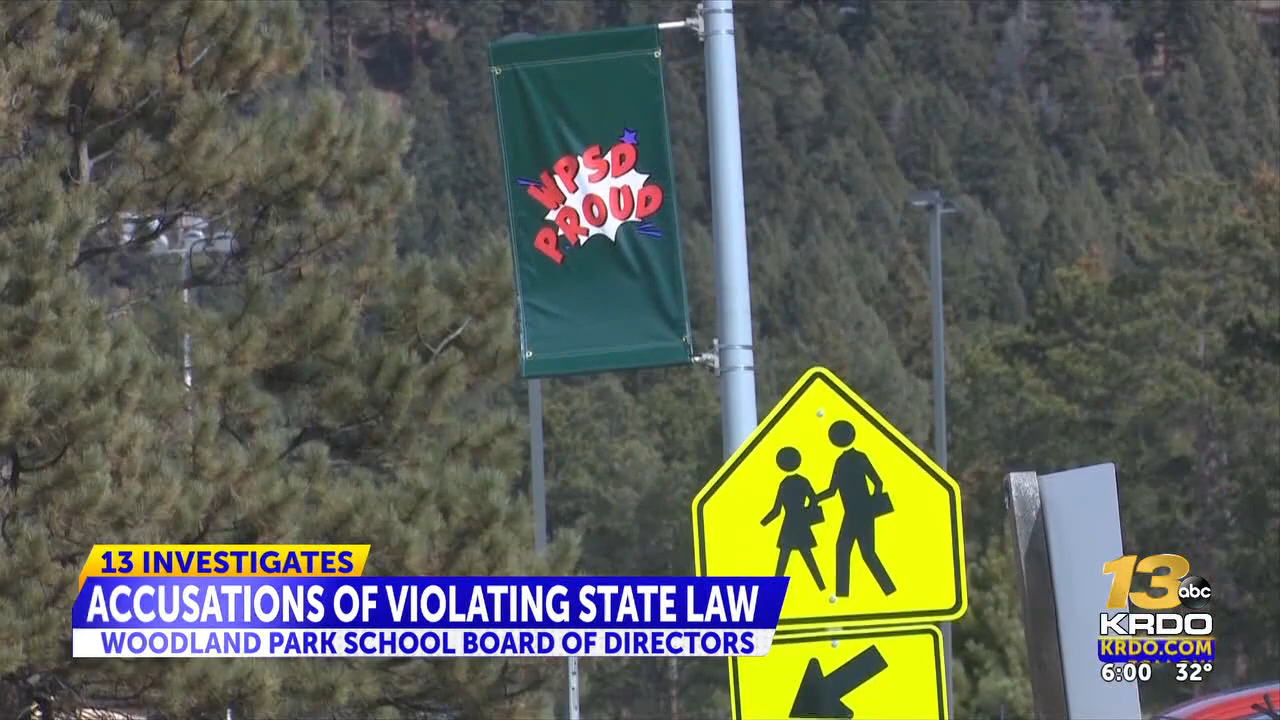 WPSD
PROUD
13 INVESTIGATES
ACCUSATIONS OF VIOLATING STATE LAW
WOODLAND PARK SCHOOL BOARD OF DIRECTORS
13 abc
KRDO
KRDO.COM
6:00 32°